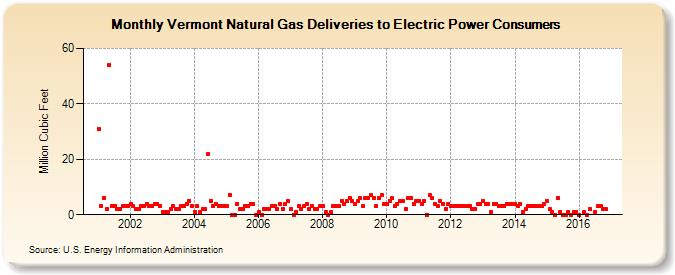 Monthly Vermont Natural Gas Deliveries to Electric Power Consumers
Million Cubic Feet
60
40
20
0
2002 2004 2006 2008 2010 2012 2014 2016
Source: U.S. Energy Information Administration